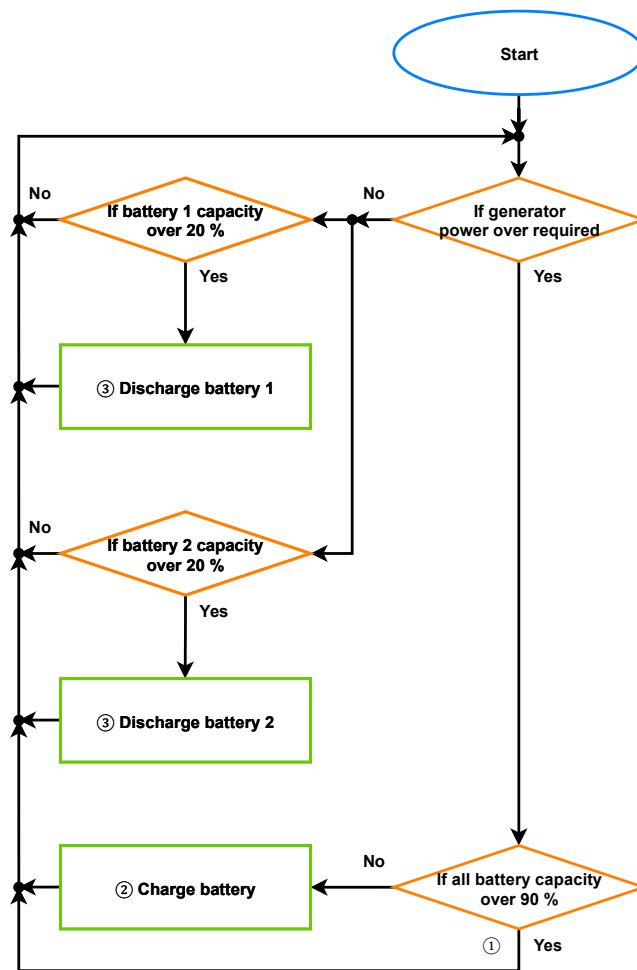 Start
No
If battery 1 capacity
over 20 %
No
If generator
power over required
Yes
Yes
③ Discharge battery 1
No
If battery 2 capacity
over 20 %
Yes
③ Discharge battery 2
② Charge battery
No
If all battery capacity
over 90 %
①
Yes